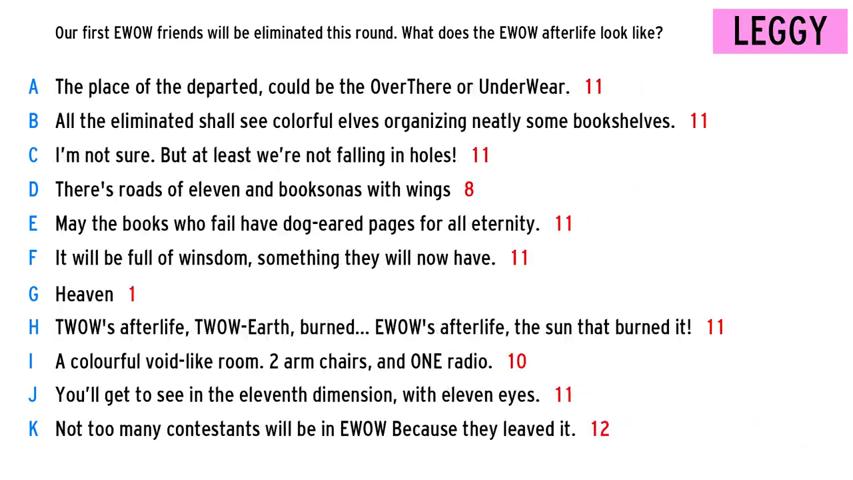 Our first EWOW friends will be eliminated this round. What does the EWOW afterlife look like?
LEGGY
A The place of the departed, could be the OverThere or UnderWear. 11
B All the eliminated shall see colorful elves organizing neatly some bookshelves. 11
C I'm not sure. But at least we're not falling in holes! 11
D There's roads of eleven and booksonas with wings 8
E May the books who fail have dog-eared pages for all eternity. 11
F It will be full of winsdom, something they will now have. 11
G Heaven 1
H TWOW's afterlife, TWOW-Earth, burned... EWOW's afterlife, the sun that burned it! 11
I A colourful void-like room. 2 arm chairs, and ONE radio. 10
J You'll get to see in the eleventh dimension, with eleven eyes. 11
K Not too many contestants will be in EWOW Because they leaved it. 12